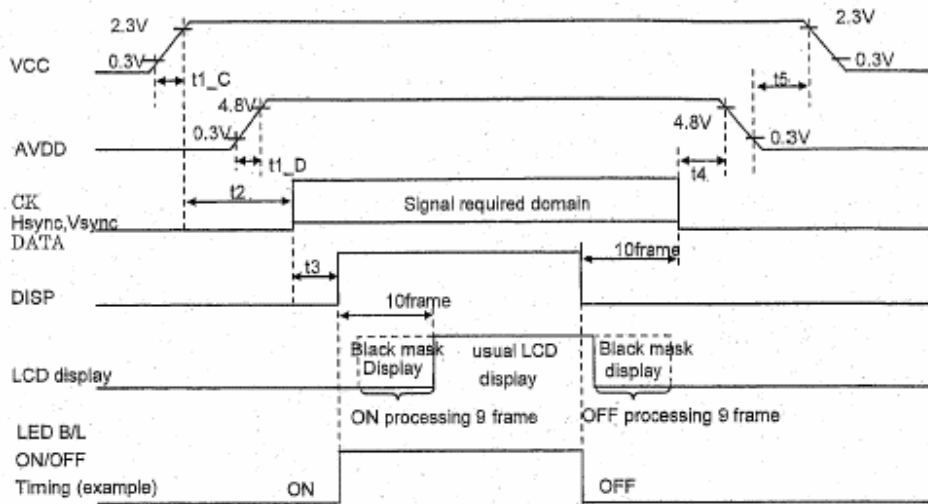 2.3V
2.3V
VCC
0.3V
0.3V
t1_C
t5.
4.8V
4.8V
0.3V
0.3V
AVDD
t1_D
t4.
t2.
CK
Signal required domain
Hsync,Vsync
DATA
10frame
t3
DISP
10frame
Black mask
Display
usual LCD
display
Black mask
display
LCD display
ON processing 9 frame
OFF processing 9 frame
LED B/L
ON/OFF
Timing (example)
ON
OFF